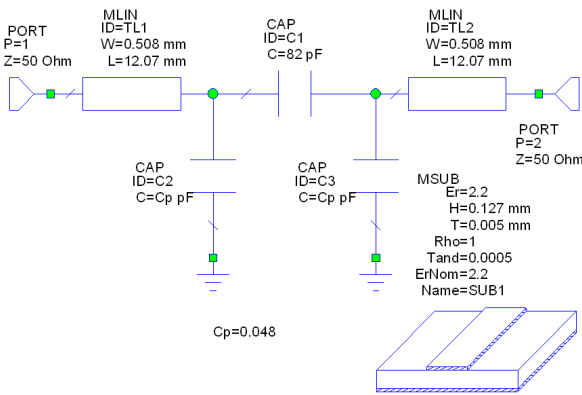 PORT
P=1
Z=50 Ohm
MLIN
ID=TL1
W=0.508 mm
L=12.07 mm
CAP
ID=C1
C=82 pF
MLIN
ID=TL2
W=0.508 mm
L=12.07 mm
PORT
P=2
Z=50 Ohm
CAP
ID=C2
C=Cp pF
CAP
ID=C3
C=Cp pF
MSUB
Er=2.2
H=0.127 mm
T=0.005 mm
Rho=1
Tand=0.0005
ErNom=2.2
Name=SUB1
Cp=0.048